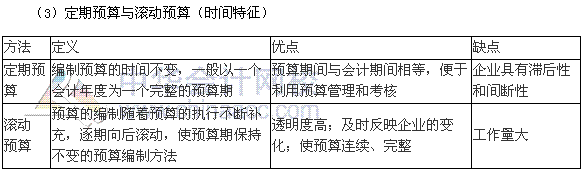 （3）定期预算与滚动预算（时间特征）
方法 定义 优点 缺点
定期预算 编制预算的时间不变，一般以一个会计年度为一个完整的预算期 预算期间与会计期间相等，便于利用预算管理和考核 企业具有滞后性和间断性
滚动预算 预算的编制随着预算的执行不断补充，逐期向后滚动，使预算期保持不变的预算编制方法 透明度高；及时反映企业的变化；使预算连续、完整 工作量大
中华会计网校